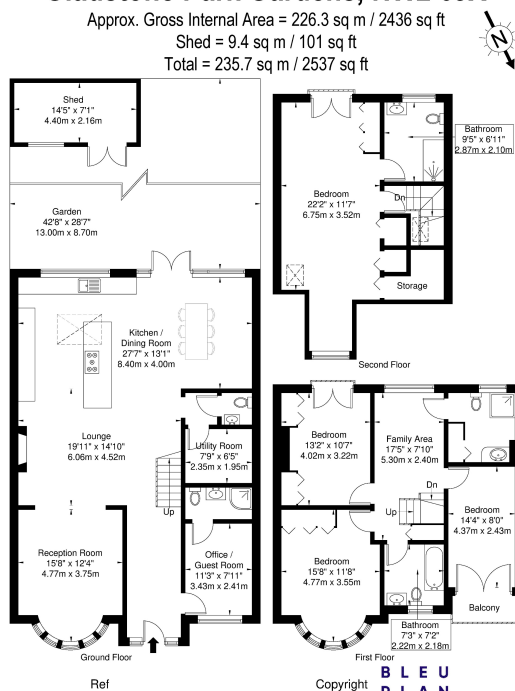 Approx. Gross Internal Area = 226.3 sq m / 2436 sq ft
Shed = 9.4 sq m / 101 sq ft
Total = 235.7 sq m / 2537 sq ft
N
Shed
14'5" x 7'1"
4.40m x 2.16m
Garden
42'8" x 28'7"
13.00m x 8.70m
Kitchen /
Dining Room
27'7" x 13'1"
8.40m x 4.00m
Lounge
19'11" x 14'10"
6.06m x 4.52m
Utility Room
7'9" x 6'5"
2.35m x 1.95m
Up
Reception Room
15'8" x 12'4"
4.77m x 3.75m
Office /
Guest Room
11'3" x 7'11"
3.43m x 2.41m
Ground Floor
Bedroom
22'2" x 11'7"
6.75m x 3.52m
Bathroom
9'5" x 6'11"
2.87m x 2.10m
Dn
Storage
Second Floor
Bedroom
13'2" x 10'7"
4.02m x 3.22m
Family Area
17'5" x 7'10"
5.30m x 2.40m
Dn
Up
Bedroom
14'4" x 8'0"
4.37m x 2.43m
Bedroom
15'8" x 11'8"
4.77m x 3.55m
Balcony
Bathroom
7'3" x 7'2"
2.22m x 2.18m
First Floor
Ref
Copyright
BLEU
PLAN